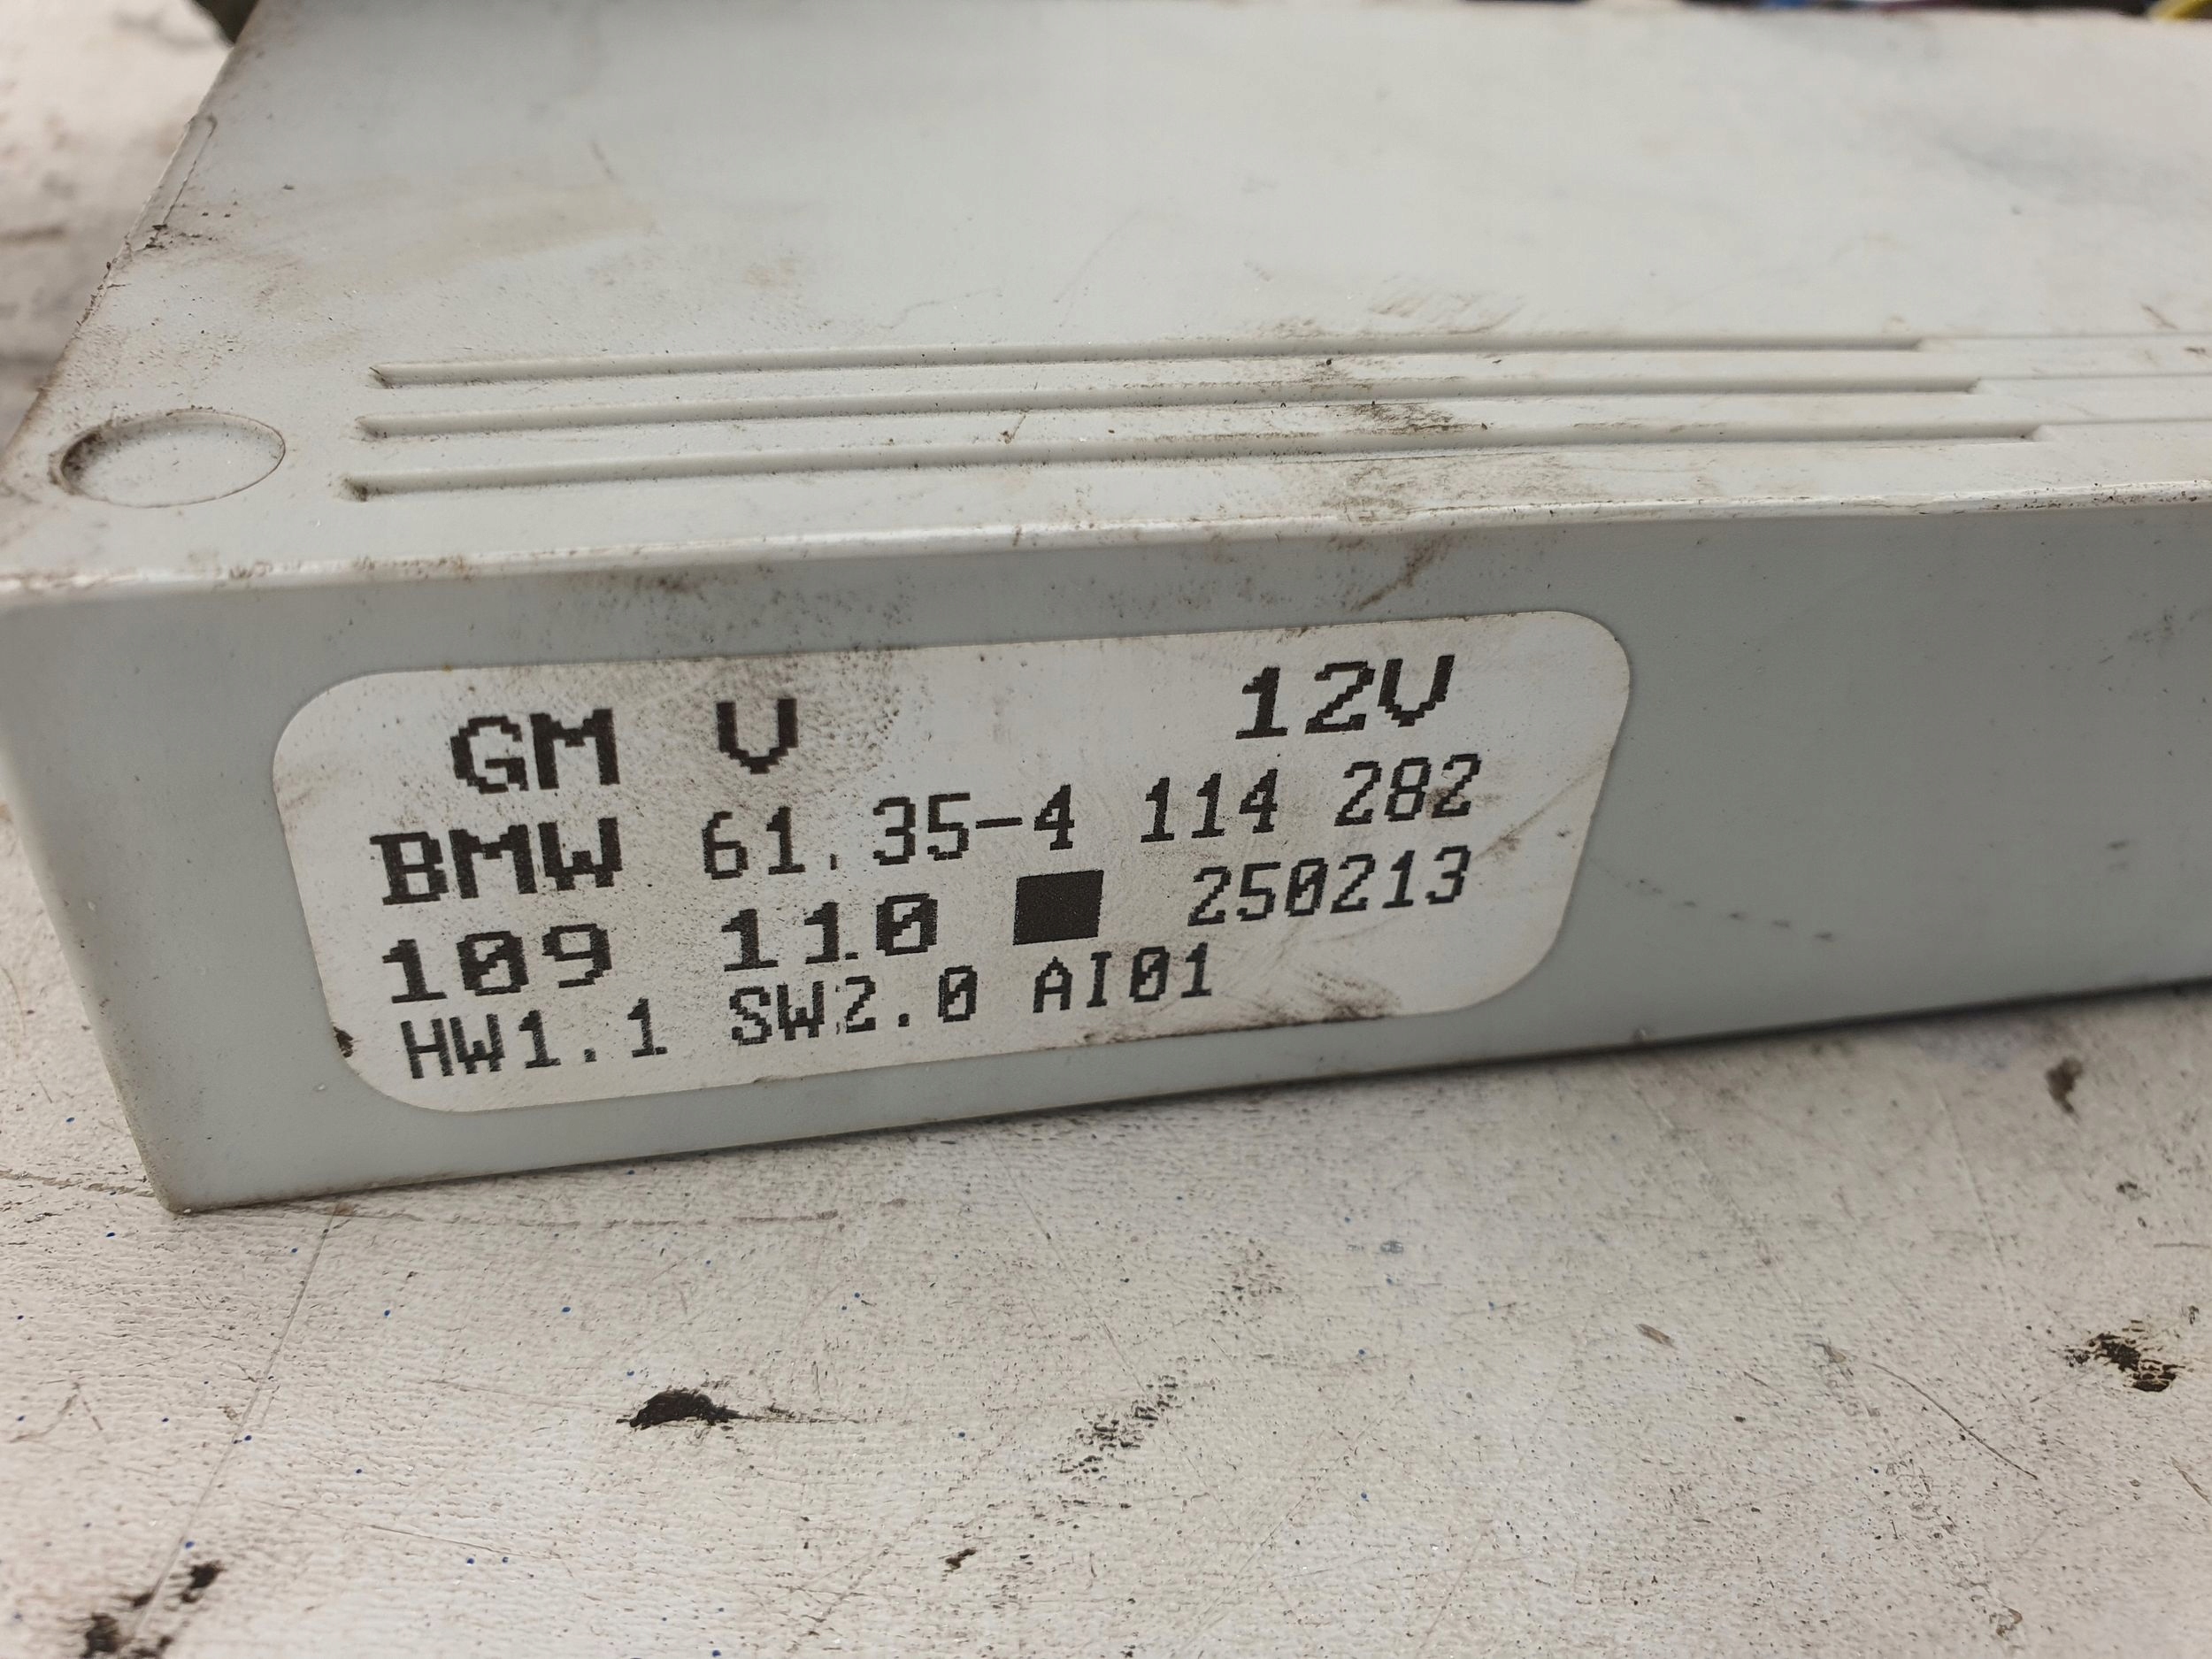 GM V 12V
BMW 61.35-4 114 282
109 110 ■ 250213
HW1.1 SW2.0 AI01